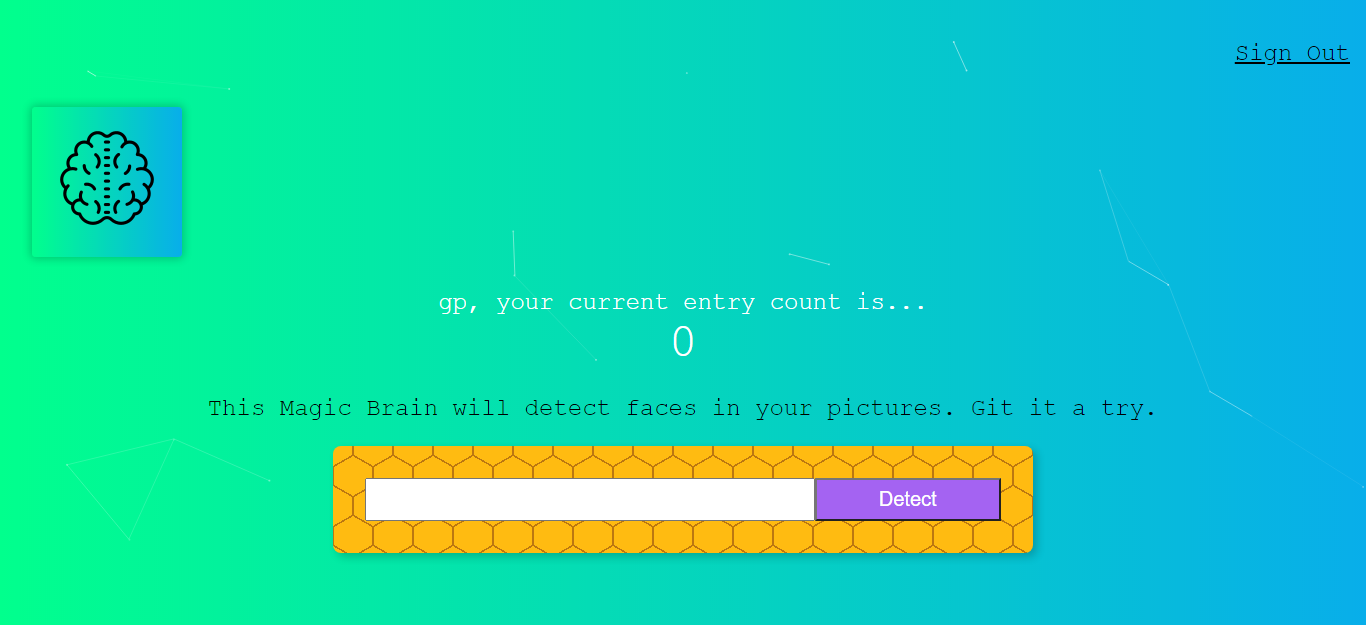 Sign Out
gp, your current entry count is...
0
This Magic Brain will detect faces in your pictures. Git it a try.
Detect